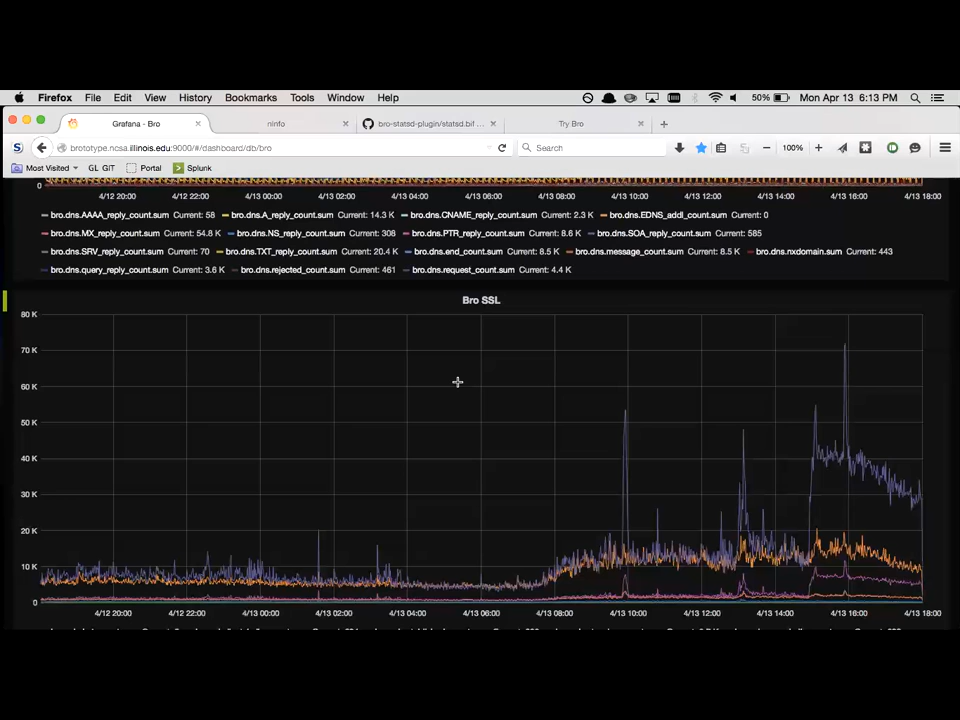 Firefox File Edit View History Bookmarks Tools Window Help 50% Mon Apr 13 6:13 PM
Grafana - Bro ninfo bro-statsd-plugin/statsd.bif ... Try Bro
brototype.ncsa.illinois.edu:9000/#/dashboard/db/bro Search 100%
Most Visited GL GIT Portal Splunk
0
4/12 20:00 4/12 22:00 4/13 00:00 4/13 02:00 4/13 04:00 4/13 06:00 4/13 08:00 4/13 10:00 4/13 12:00 4/13 14:00 4/13 16:00 4/13 18:00
bro.dns.AAAA_reply_count.sum Current: 58 bro.dns.A_reply_count.sum Current: 14.3 K bro.dns.CNAME_reply_count.sum Current: 2.3 K bro.dns.EDNS_addl_count.sum Current: 0
bro.dns.MX_reply_count.sum Current: 54.8 K bro.dns.NS_reply_count.sum Current: 308 bro.dns.PTR_reply_count.sum Current: 8.6 K bro.dns.SOA_reply_count.sum Current: 585
bro.dns.SRV_reply_count.sum Current: 70 bro.dns.TXT_reply_count.sum Current: 20.4 K bro.dns.end_count.sum Current: 8.5 K bro.dns.message_count.sum Current: 8.5 K bro.dns.nxdomain.sum Current: 443
bro.dns.query_reply_count.sum Current: 3.6 K bro.dns.rejected_count.sum Current: 461 bro.dns.request_count.sum Current: 4.4 K
Bro SSL
80 K
70 K
60 K
50 K
40 K
30 K
20 K
10 K
0
4/12 20:00 4/12 22:00 4/13 00:00 4/13 02:00 4/13 04:00 4/13 06:00 4/13 08:00 4/13 10:00 4/13 12:00 4/13 14:00 4/13 16:00 4/13 18:00